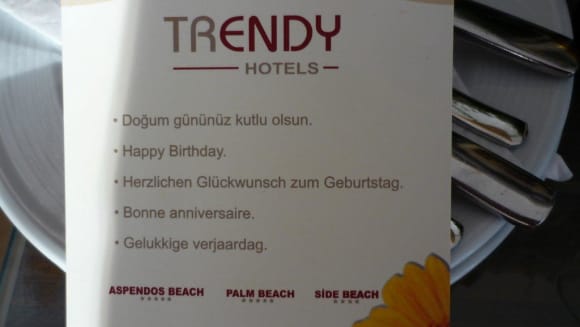 TRENDY
HOTELS
• Doğum gününüz kutlu olsun.
• Happy Birthday.
• Herzlichen Glückwunsch zum Geburtstag.
• Bonne anniversaire.
• Gelukkige verjaardag.
ASPENDOS BEACH PALM BEACH SİDE BEACH